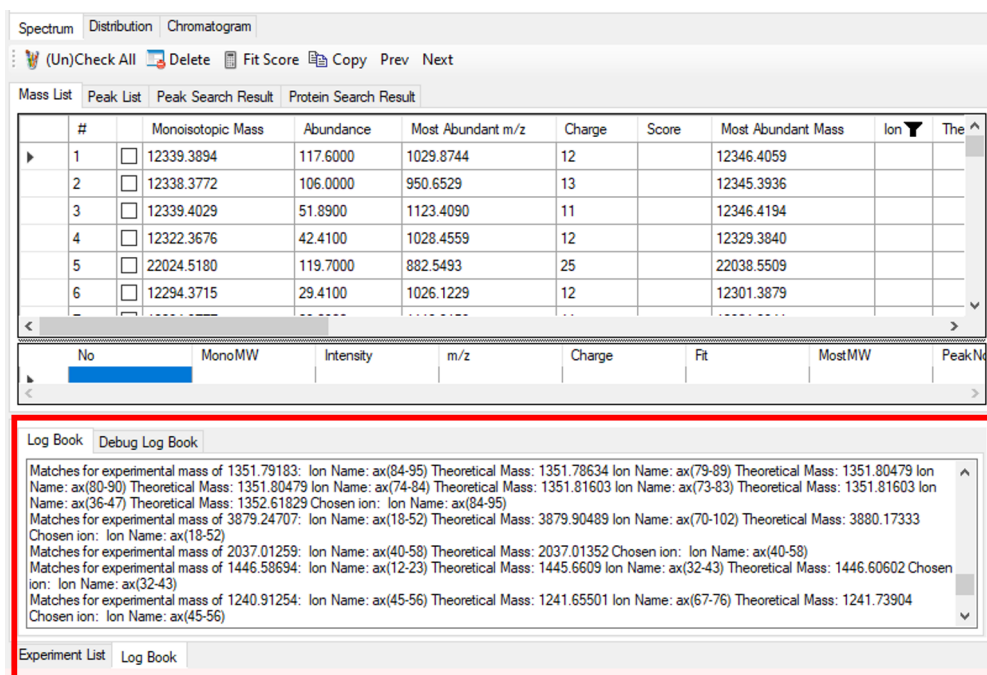 Spectrum Distribution Chromatogram
(Un)Check All Delete Fit Score Copy Prev Next
Mass List Peak List Peak Search Result Protein Search Result
# Monoisotopic Mass Abundance Most Abundant m/z Charge Score Most Abundant Mass Ion The
1 12339.3894 117.6000 1029.8744 12 12346.4059
2 12338.3772 106.0000 950.6529 13 12345.3936
3 12339.4029 51.8900 1123.4090 11 12346.4194
4 12322.3676 42.4100 1028.4559 12 12329.3840
5 22024.5180 119.7000 882.5493 25 22038.5509
6 12294.3715 29.4100 1026.1229 12 12301.3879
No MonoMW Intensity m/z Charge Fit MostMW PeakNo
Log Book Debug Log Book
Matches for experimental mass of 1351.79183: Ion Name: ax(84-95) Theoretical Mass: 1351.78634 Ion Name: ax(79-89) Theoretical Mass: 1351.80479 Ion
Name: ax(80-90) Theoretical Mass: 1351.80479 Ion Name: ax(74-84) Theoretical Mass: 1351.81603 Ion Name: ax(73-83) Theoretical Mass: 1351.81603 Ion
Name: ax(36-47) Theoretical Mass: 1352.61829 Chosen ion: Ion Name: ax(84-95)
Matches for experimental mass of 3879.24707: Ion Name: ax(18-52) Theoretical Mass: 3879.90489 Ion Name: ax(70-102) Theoretical Mass: 3880.17333
Chosen ion: Ion Name: ax(18-52)
Matches for experimental mass of 2037.01259: Ion Name: ax(40-58) Theoretical Mass: 2037.01352 Chosen ion: Ion Name: ax(40-58)
Matches for experimental mass of 1446.58694: Ion Name: ax(12-23) Theoretical Mass: 1445.6609 Ion Name: ax(32-43) Theoretical Mass: 1446.60602 Chosen
ion: Ion Name: ax(32-43)
Matches for experimental mass of 1240.91254: Ion Name: ax(45-56) Theoretical Mass: 1241.65501 Ion Name: ax(67-76) Theoretical Mass: 1241.73904
Chosen ion: Ion Name: ax(45-56)
Experiment List Log Book